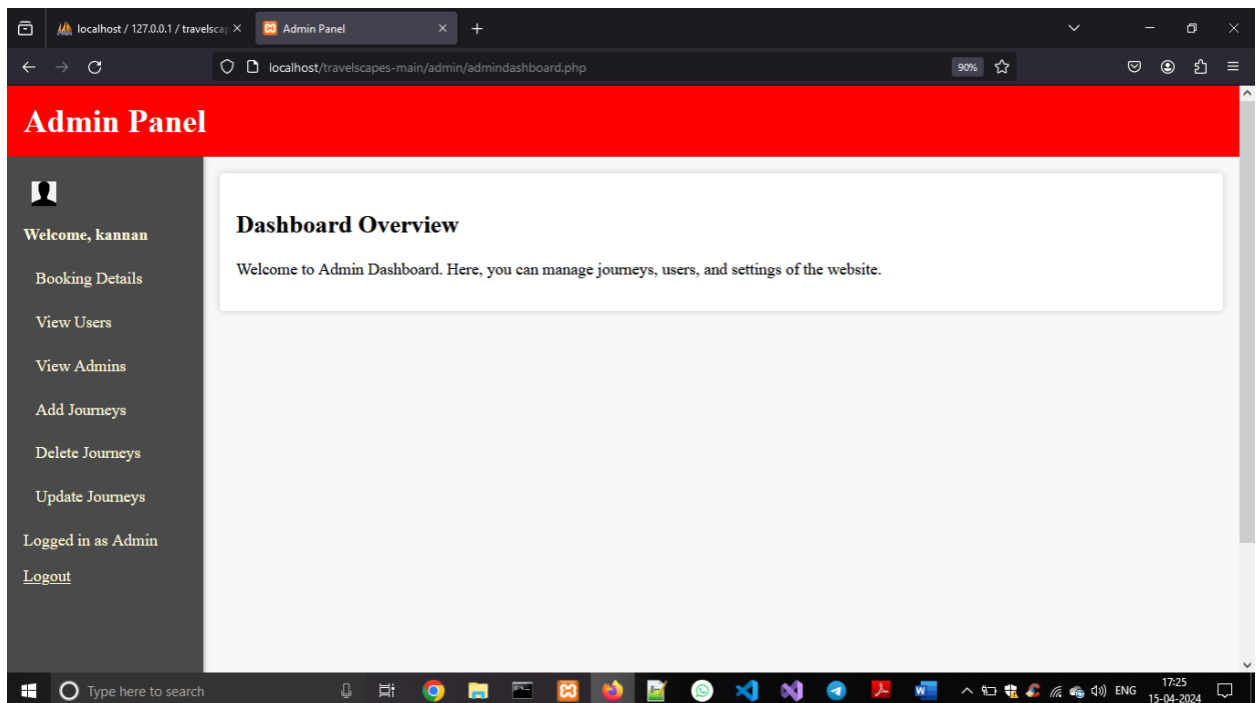 localhost / 127.0.0.1 / travelscap
Admin Panel
localhost/travelscapes-main/admin/admindashboard.php
90%
Admin Panel
Welcome, kannan
Booking Details
View Users
View Admins
Add Journeys
Delete Journeys
Update Journeys
Logged in as Admin
Logout
Dashboard Overview
Welcome to Admin Dashboard. Here, you can manage journeys, users, and settings of the website.
Type here to search
ENG
17:25
15-04-2024